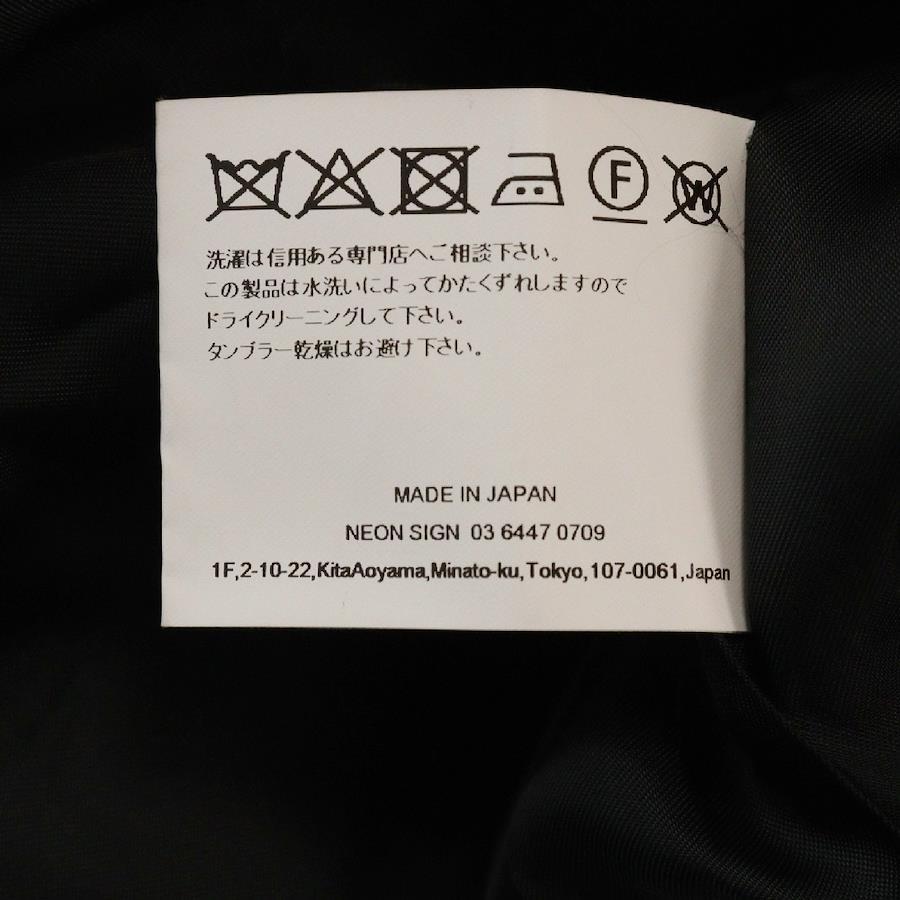 F W
洗濯は信用ある専門店へご相談下さい。
この製品は水洗いによってかたくずれしますので
ドライクリーニングして下さい。
タンブラー乾燥はお避け下さい。
MADE IN JAPAN
NEON SIGN 03 6447 0709
1F,2-10-22,KitaAoyama,Minato-ku,Tokyo,107-0061,Japan